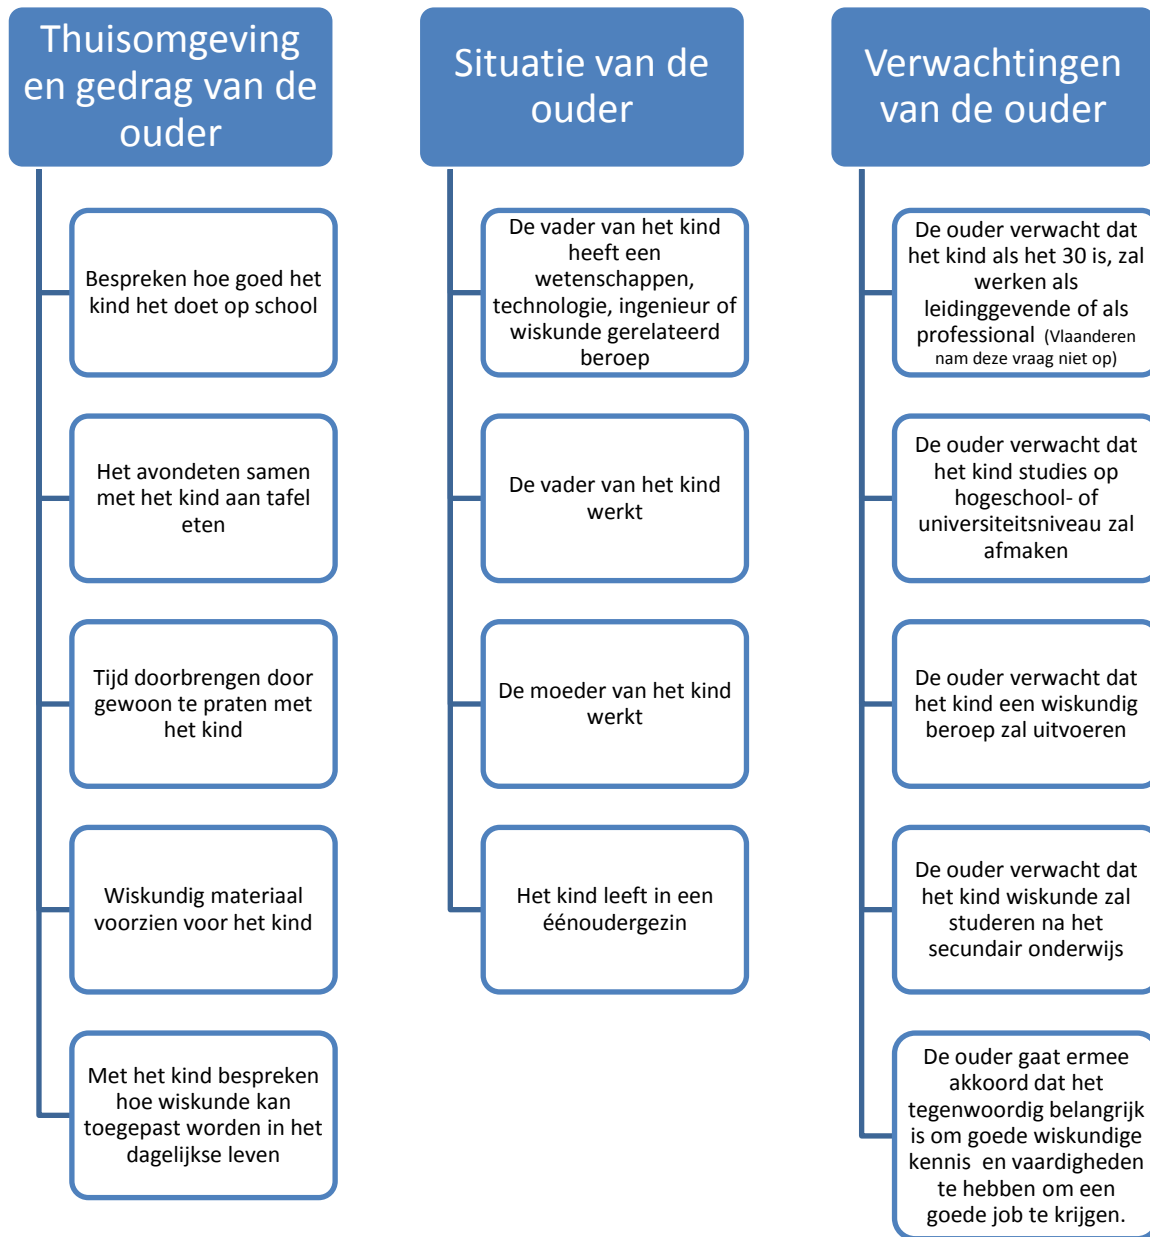 Thuisomgeving
en gedrag van de
ouder
Bespreken hoe goed het
kind het doet op school
Het avondeten samen
met het kind aan tafel
eten
Tijd doorbrengen door
gewoon te praten met
het kind
Wiskundig materiaal
voorzien voor het kind
Met het kind bespreken
hoe wiskunde kan
toegepast worden in het
dagelijkse leven
Situatie van de
ouder
De vader van het kind
heeft een
wetenschappen,
technologie, ingenieur of
wiskunde gerelateerd
beroep
De vader van het kind
werkt
De moeder van het kind
werkt
Het kind leeft in een
éénoudergezin
Verwachtingen
van de ouder
De ouder verwacht dat
het kind als het 30 is, zal
werken als
leidinggevende of als
professional (Vlaanderen
nam deze vraag niet op)
De ouder verwacht dat
het kind studies op
hogeschool- of
universiteitsniveau zal
afmaken
De ouder verwacht dat
het kind een wiskundig
beroep zal uitvoeren
De ouder verwacht dat
het kind wiskunde zal
studeren na het
secundair onderwijs
De ouder gaat ermee
akkoord dat het
tegenwoordig belangrijk
is om goede wiskundige
kennis en vaardigheden
te hebben om een
goede job te krijgen.